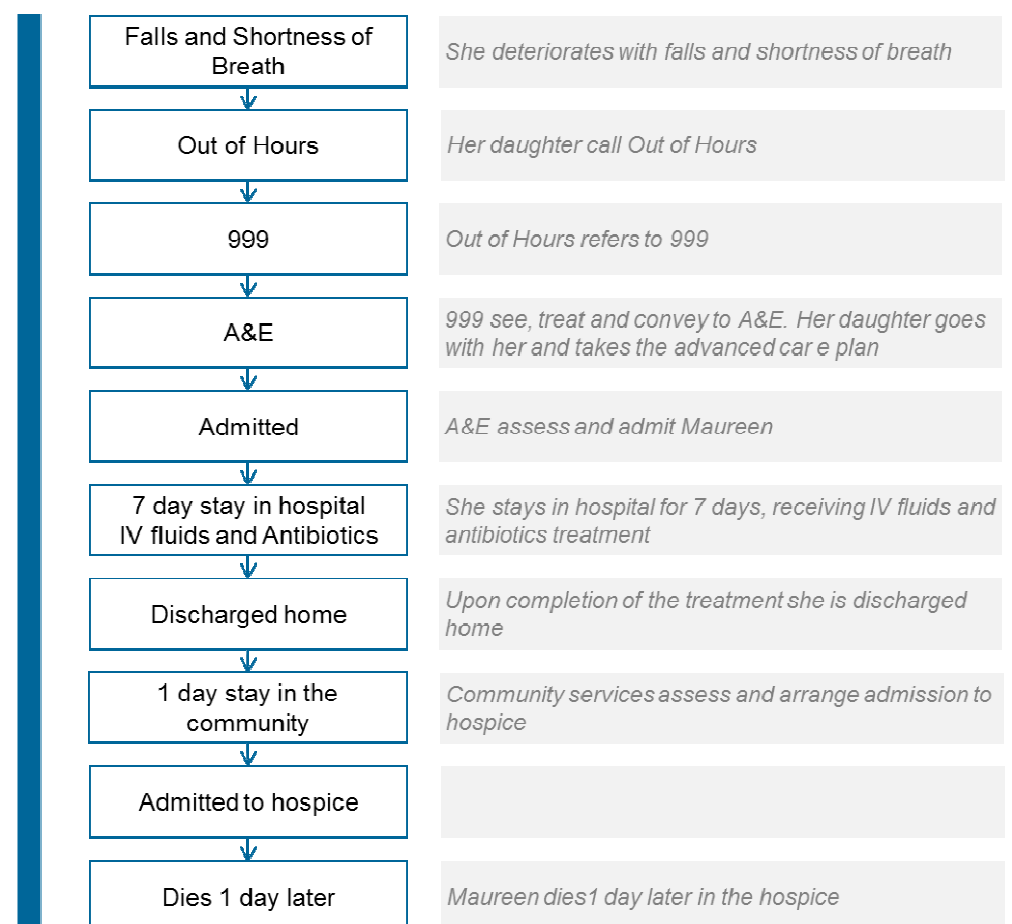 Falls and Shortness of
Breath
She deteriorates with falls and shortness of breath
Out of Hours
Her daughter call Out of Hours
999
Out of Hours refers to 999
A&E
999 see, treat and convey to A&E. Her daughter goes
with her and takes the advanced car e plan
Admitted
A&E assess and admit Maureen
7 day stay in hospital
IV fluids and Antibiotics
She stays in hospital for 7 days, receiving IV fluids and
antibiotics treatment
Discharged home
Upon completion of the treatment she is discharged
home
1 day stay in the
community
Community services assess and arrange admission to
hospice
Admitted to hospice
Dies 1 day later
Maureen dies1 day later in the hospice